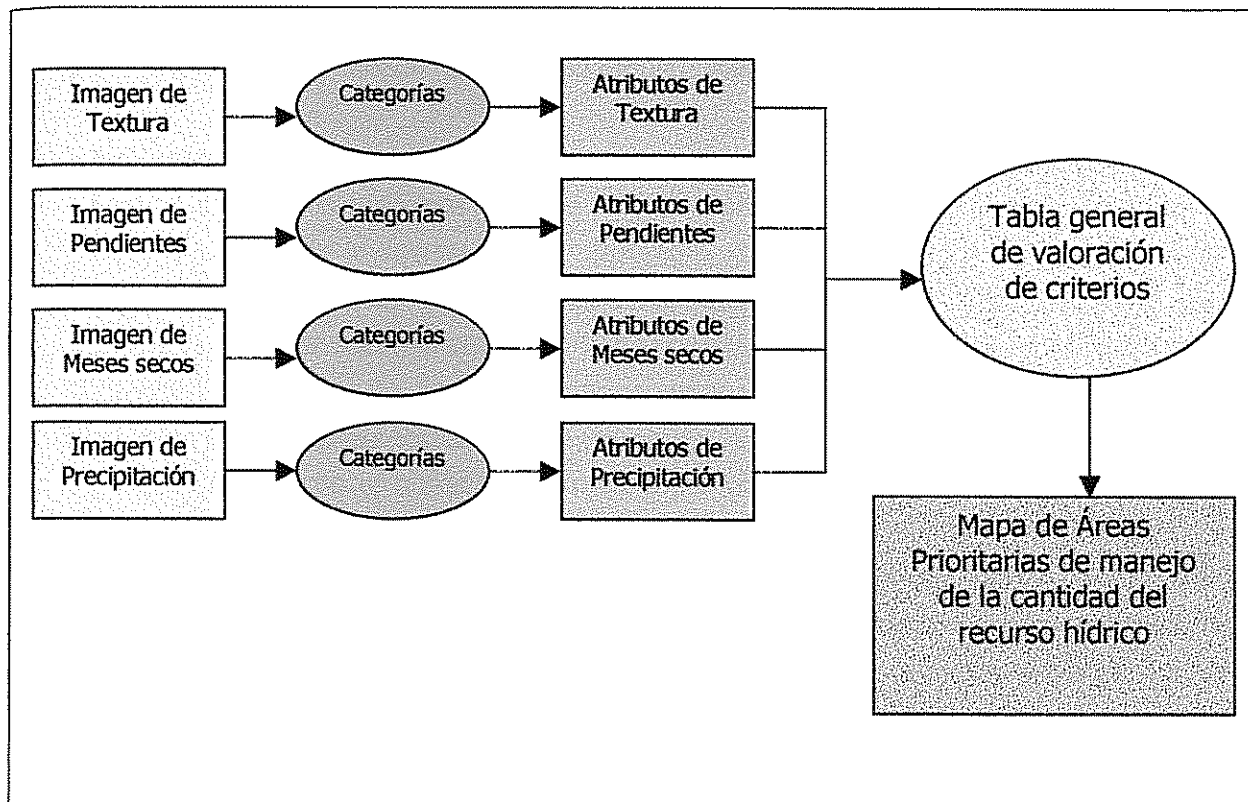 Imagen de
Textura
Categorías
Atributos de
Textura
Imagen de
Pendientes
Categorías
Atributos de
Pendientes
Imagen de
Meses secos
Categorías
Atributos de
Meses secos
Imagen de
Precipitación
Categorías
Atributos de
Precipitación
Tabla general
de valoración
de criterios
Mapa de Áreas
Prioritarias de manejo
de la cantidad del
recurso hídrico